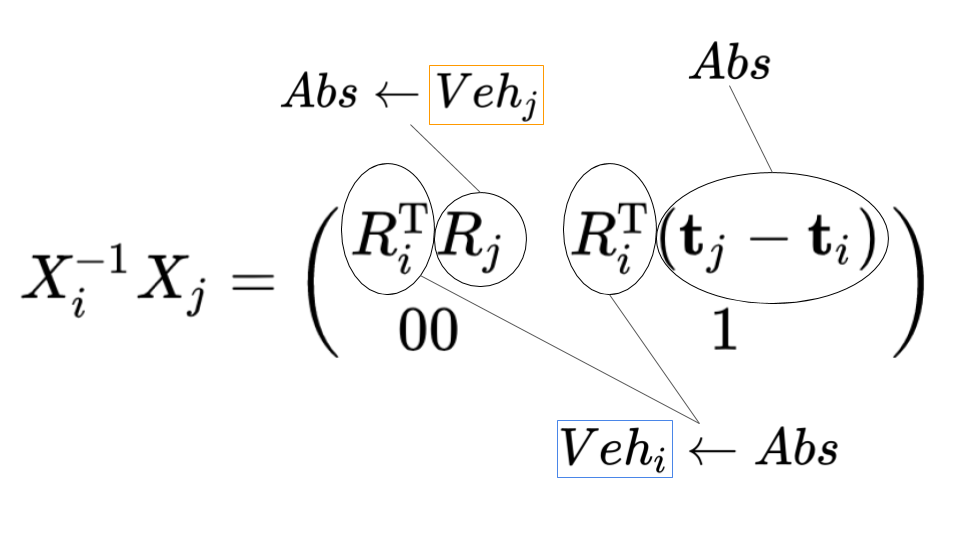 Abs
Abs ← Veh_j
X_i^{-1} X_j = ( R_i^T R_j   R_i^T (t_j − t_i) )
00   1
Veh_i ← Abs